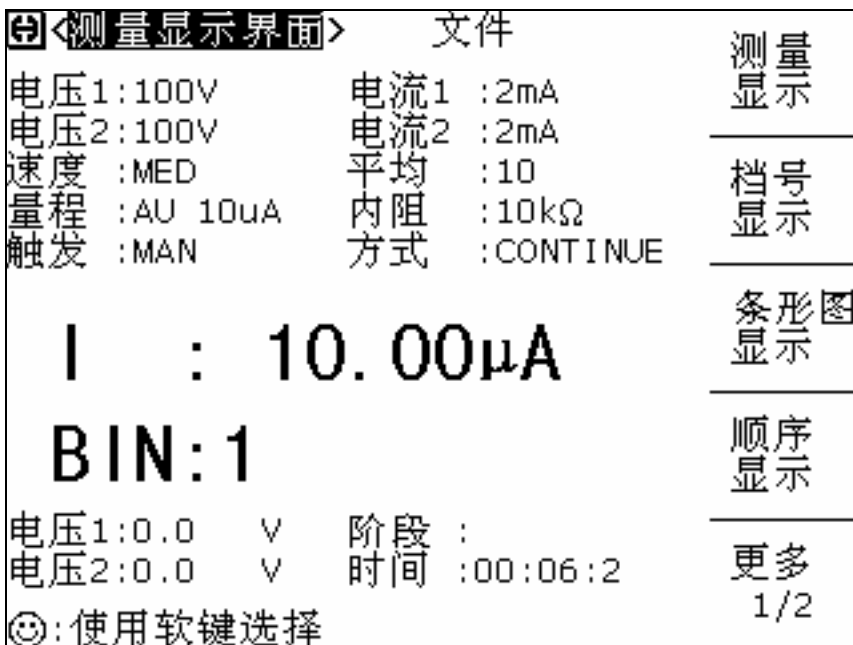 <测量显示界面> 文件
电压1:100V 电流1 :2mA
电压2:100V 电流2 :2mA
速度 :MED 平均 :10
量程 :AU 10uA 内阻 :10kΩ
触发 :MAN 方式 :CONTINUE
I : 10.00μA
BIN:1
电压1:0.0 V 阶段 :
电压2:0.0 V 时间 :00:06:2
☺:使用软键选择
测量
显示
档号
显示
条形图
显示
顺序
显示
更多
1/2